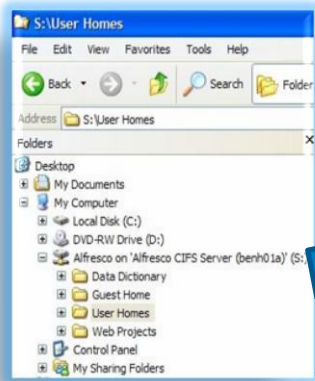 S:\User Homes
File Edit View Favorites Tools Help
Back Search Folder
Address S:\User Homes
Folders x
Desktop
My Documents
My Computer
Local Disk (C:)
DVD-RW Drive (D:)
Alfresco on 'Alfresco CIFS Server (benh01a)' (S:)
Data Dictionary
Guest Home
User Homes
Web Projects
Control Panel
My Sharing Folders